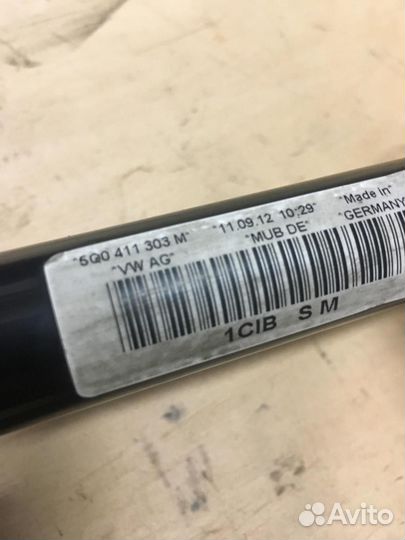 "5Q0 411 303 M" "11.09.12 10:29" "Made in"
"VW AG" "MUB DE" "GERMANY
1CIB S M
Avito